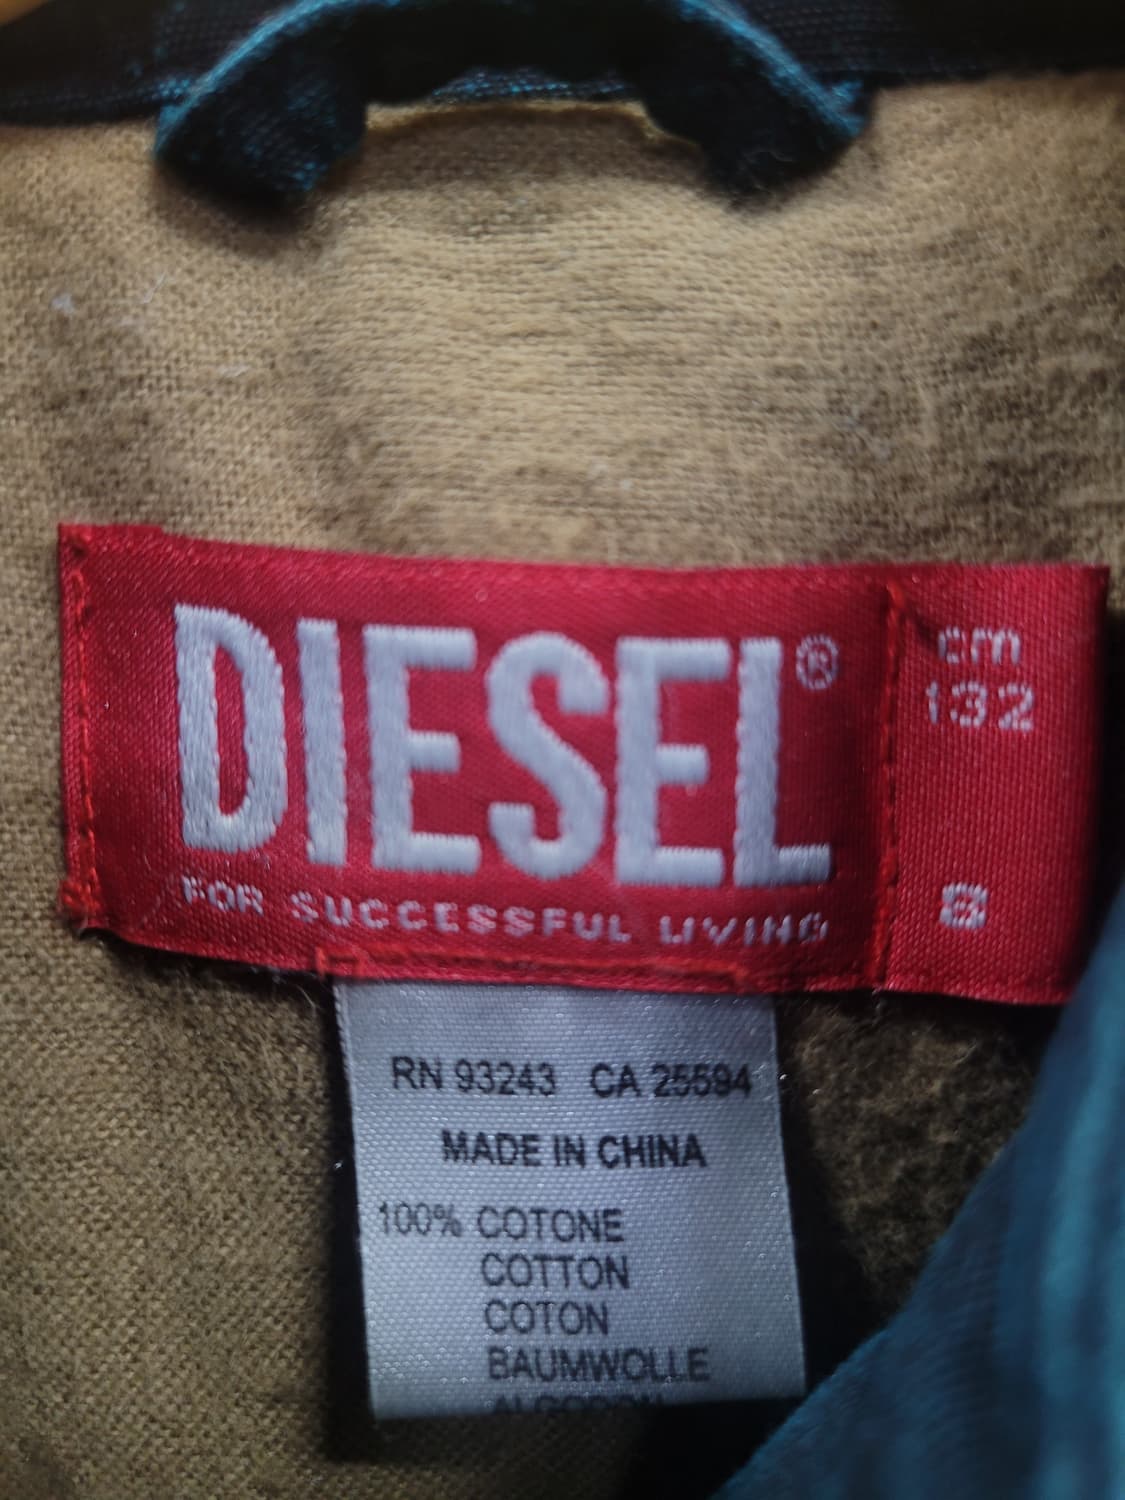 DIESEL®
FOR SUCCESSFUL LIVING
cm
132
8
RN 93243 CA 25594
MADE IN CHINA
100% COTONE
COTTON
COTON
BAUMWOLLE